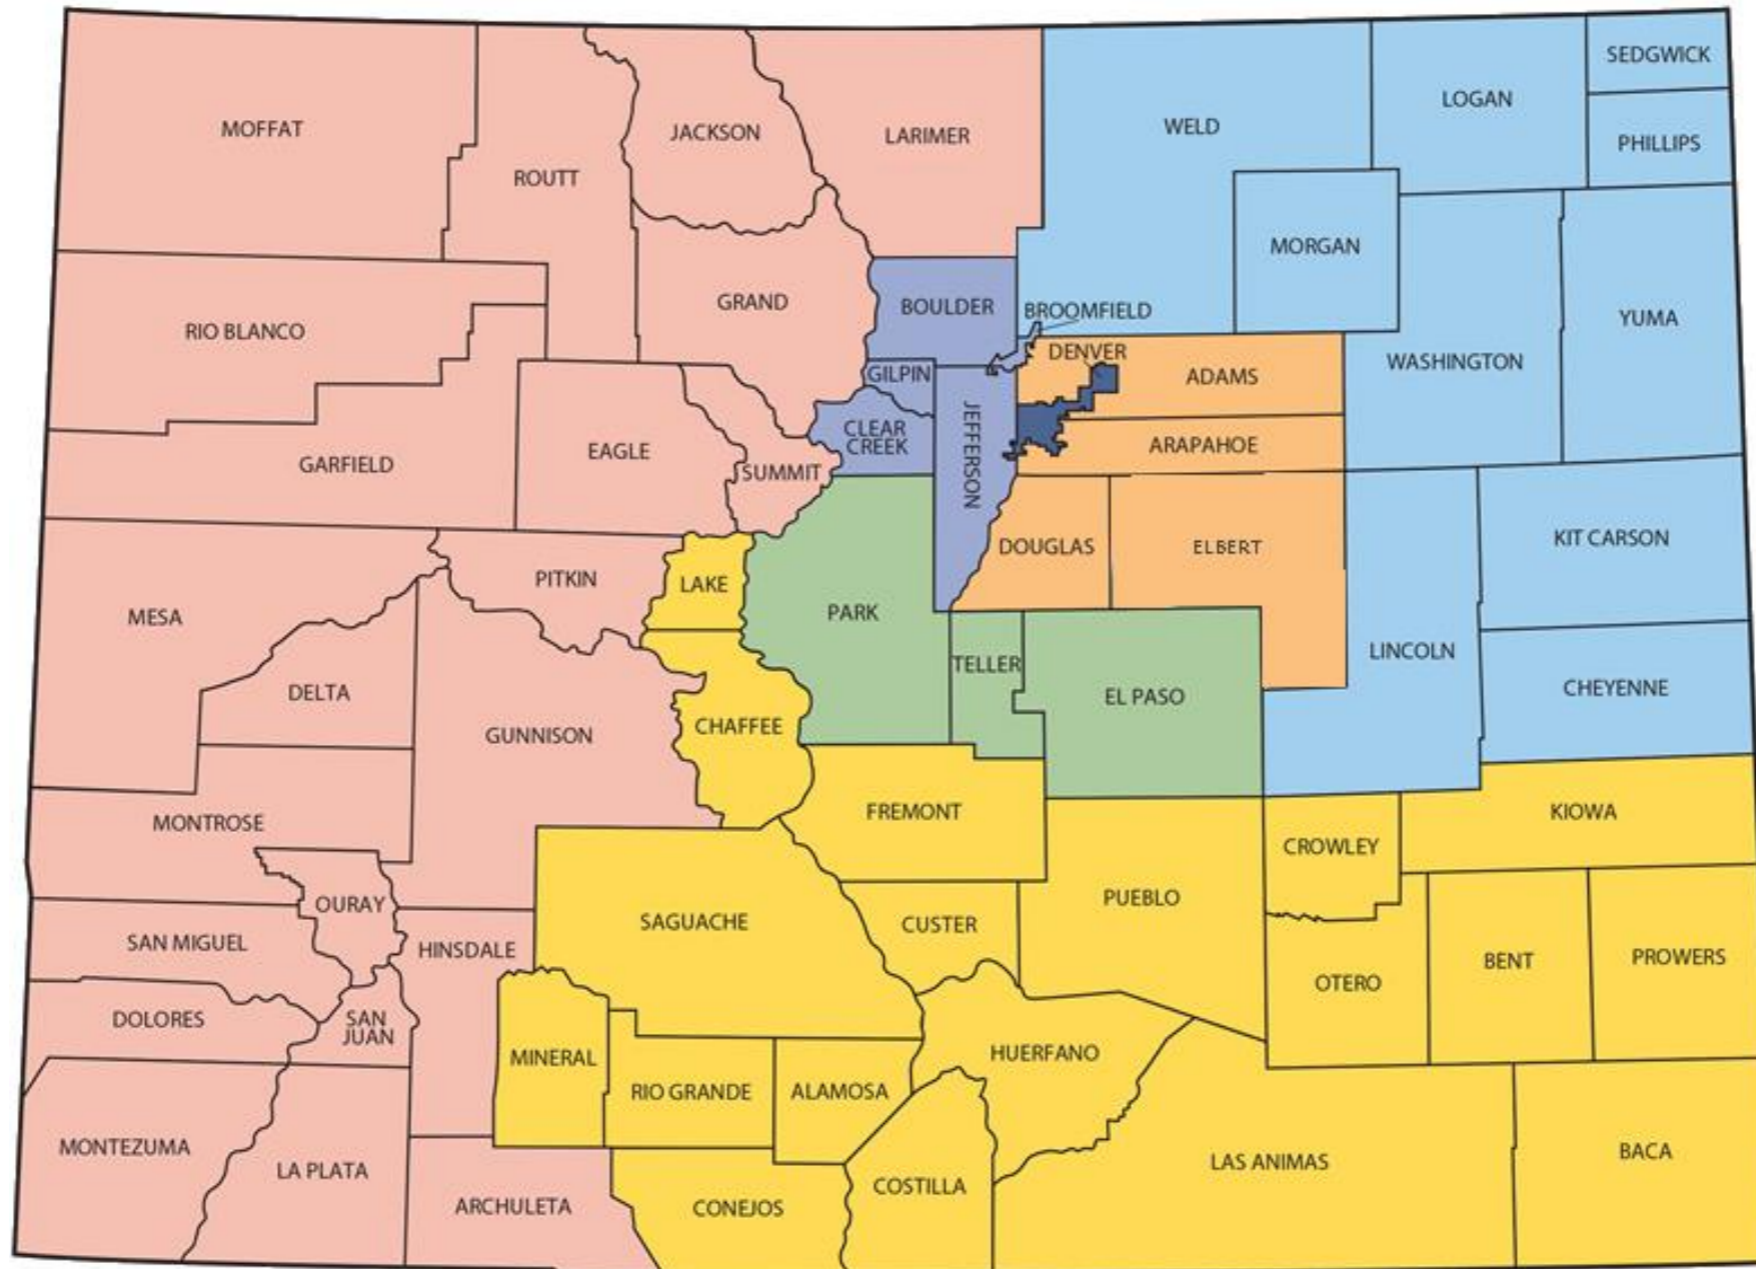 SEDGWICK
LOGAN
WELD
MOFFAT
JACKSON
LARIMER
PHILLIPS
ROUTT
MORGAN
GRAND
BOULDER
BROOMFIELD
YUMA
RIO BLANCO
DENVER
WASHINGTON
GILPIN
ADAMS
CLEAR
CREEK
JEFFERSON
ARAPAHOE
EAGLE
GARFIELD
SUMMIT
KIT CARSON
DOUGLAS
ELBERT
PITKIN
LAKE
PARK
MESA
LINCOLN
TELLER
CHEYENNE
DELTA
EL PASO
CHAFFEE
GUNNISON
FREMONT
KIOWA
MONTROSE
CROWLEY
PUEBLO
OURAY
SAGUACHE
CUSTER
SAN MIGUEL
HINSDALE
PROWERS
BENT
OTERO
DOLORES
SAN
JUAN
HUERFANO
MINERAL
RIO GRANDE
ALAMOSA
MONTEZUMA
BACA
LAS ANIMAS
LA PLATA
COSTILLA
ARCHULETA
CONEJOS